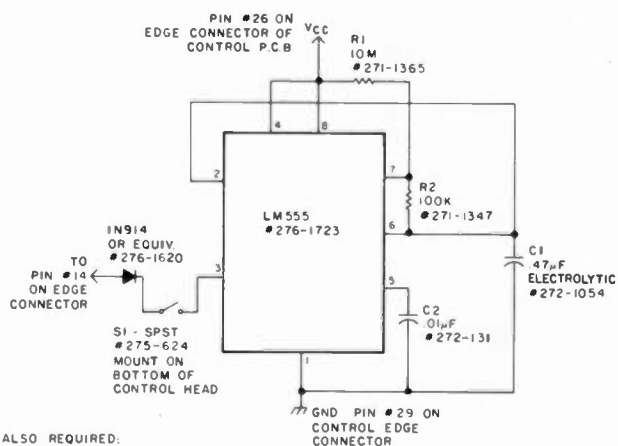 PIN #26 ON
EDGE CONNECTOR OF
CONTROL P.C.B
VCC
R1
10M
#271-1365
4
8
2
7
R2
100K
#271-1347
LM555
#276-1723
6
IN914
OR EQUIV.
#276-1620
TO
PIN #14
ON EDGE
CONNECTOR
3
C1
.47µF
ELECTROLYTIC
#272-1054
5
C2
.01µF
#272-131
S1 - SPST
#275-624
MOUNT ON
BOTTOM OF
CONTROL HEAD
1
GND PIN #29 ON
CONTROL EDGE
CONNECTOR
ALSO REQUIRED: